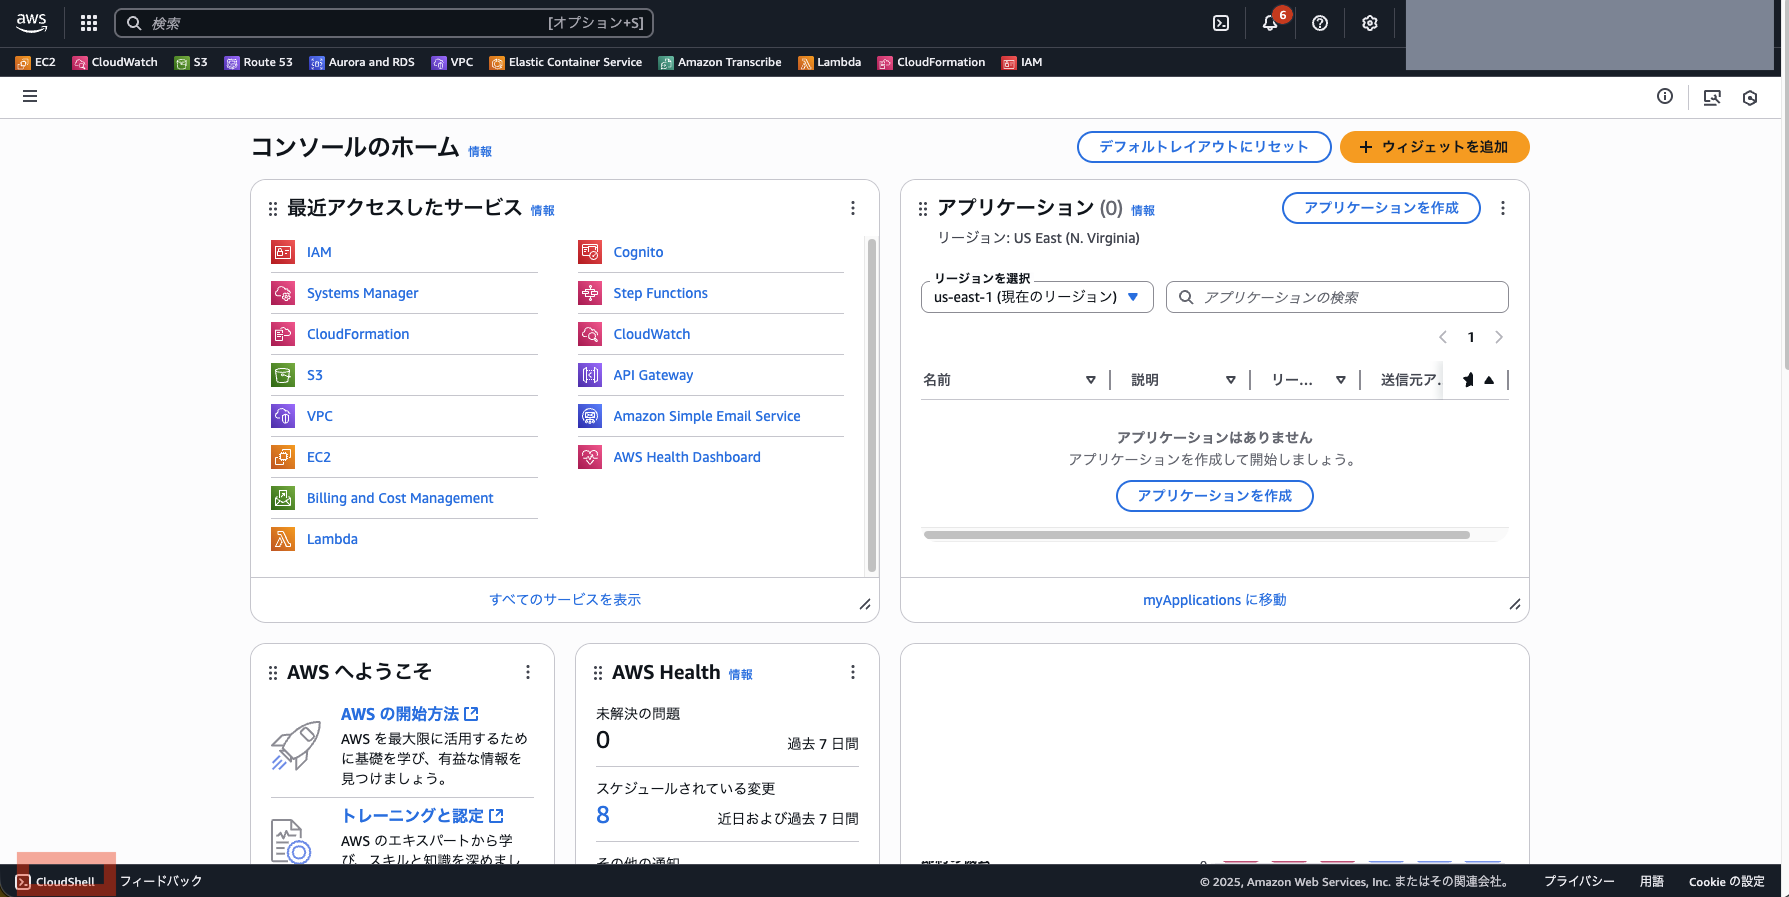 aws
検索 [オプション+S]
6
EC2 CloudWatch S3 Route 53 Aurora and RDS VPC Elastic Container Service Amazon Transcribe Lambda CloudFormation IAM
コンソールのホーム 情報
デフォルトレイアウトにリセット
ウィジェットを追加
最近アクセスしたサービス 情報
IAM
Systems Manager
CloudFormation
S3
VPC
EC2
Billing and Cost Management
Lambda
Cognito
Step Functions
CloudWatch
API Gateway
Amazon Simple Email Service
AWS Health Dashboard
すべてのサービスを表示
アプリケーション (0) 情報
アプリケーションを作成
リージョン: US East (N. Virginia)
リージョンを選択
us-east-1 (現在のリージョン)
アプリケーションの検索
1
名前 説明 リー... 送信元ア..
アプリケーションはありません
アプリケーションを作成して開始しましょう。
アプリケーションを作成
myApplications に移動
AWS へようこそ
AWS の開始方法
AWS を最大限に活用するため
に基礎を学び、有益な情報を
見つけましょう。
トレーニングと認定
AWS のエキスパートから学
び、スキルと知識を深めまし
AWS Health 情報
未解決の問題
0 過去 7 日間
スケジュールされている変更
8 近日および過去 7 日間
その他の通知
CloudShell フィードバック
© 2025, Amazon Web Services, Inc. またはその関連会社。 プライバシー 用語 Cookie の設定